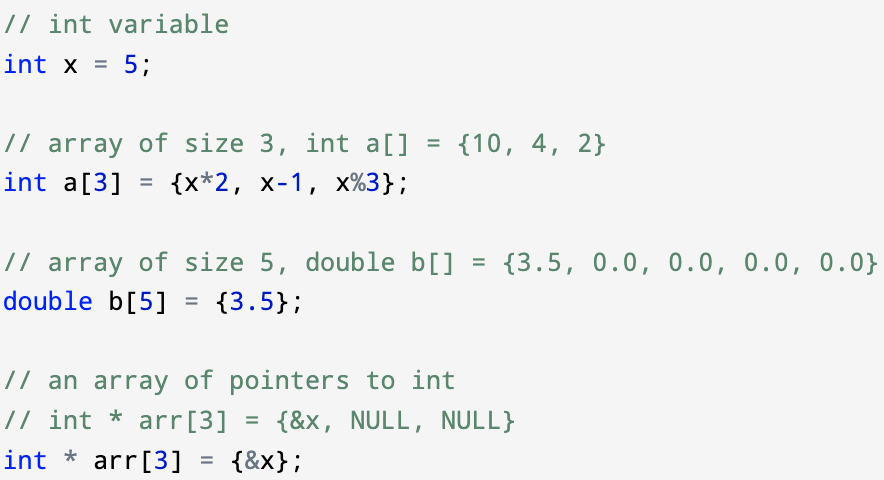 // int variable
int x = 5;
// array of size 3, int a[] = {10, 4, 2}
int a[3] = {x*2, x-1, x%3};
// array of size 5, double b[] = {3.5, 0.0, 0.0, 0.0, 0.0}
double b[5] = {3.5};
// an array of pointers to int
// int * arr[3] = {&x, NULL, NULL}
int * arr[3] = {&x};